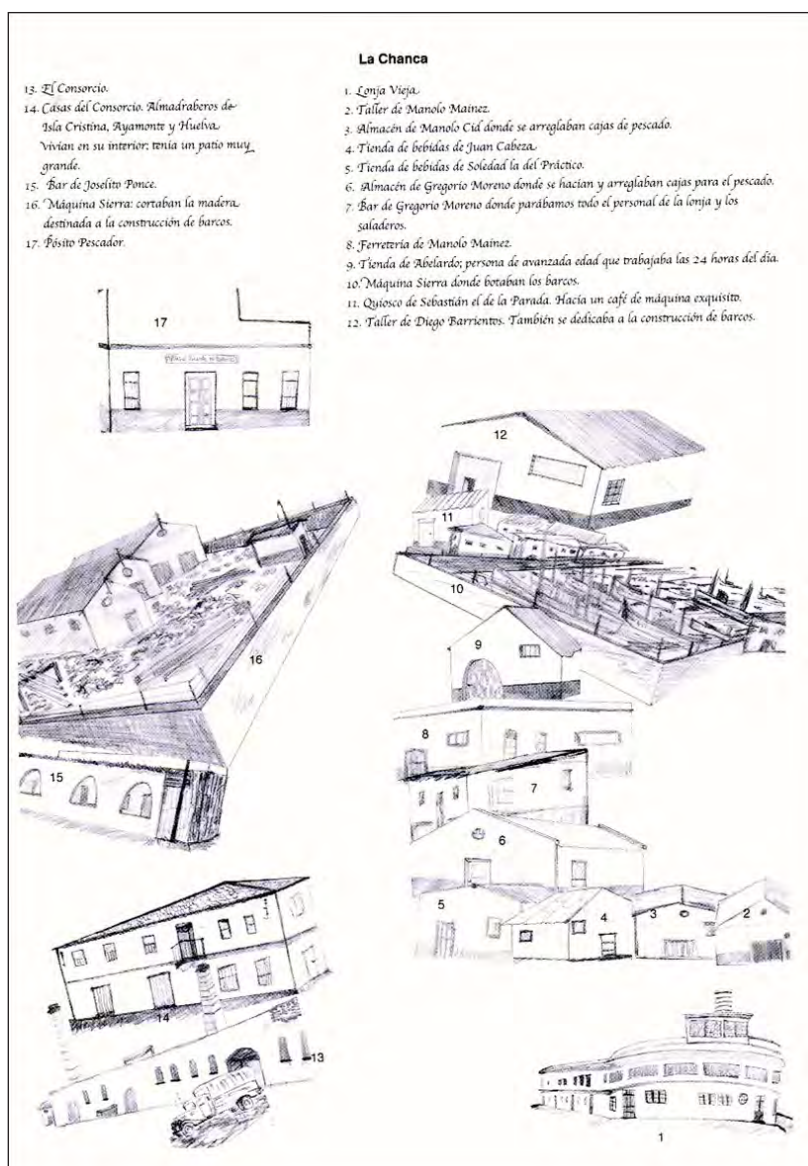 La Chanca
13. El Consorcio.
14. Casas del Consorcio. Almadraberos de
Isla Cristina, Ayamonte y Huelva
Vivian en su interior; tenía un patio muy
grande.
15. Bar de Joselito Ponce.
16. Máquina Sierra: cortaban la madera
destinada a la construcción de barcos.
17. Pósito Pescador.
1. Lonja Vieja
2. Taller de Manolo Mainez.
3. Almacén de Manolo Cid donde se arreglaban cajas de pescado.
4. Tienda de bebidas de Juan Cabeza
5. Tienda de bebidas de Soledad la del Práctico.
6. Almacén de Gregorio Moreno donde se hacían y arreglaban cajas para el pescado.
7. Bar de Gregorio Moreno donde parábamos todo el personal de la lonja y los
saladeros.
8. Ferretería de Manolo Mainez.
9. Tienda de Abelardo; persona de avanzada edad que trabajaba las 24 horas del día.
10. Máquina Sierra donde botaban los barcos.
11. Quiosco de Sebastián el de la Parada. Hacía un café de máquina exquisito.
12. Taller de Diego Barrientos. También se dedicaba a la construcción de barcos.
17
12
11
10
16
9
8
15
7
6
5
4
3
2
14
13
1